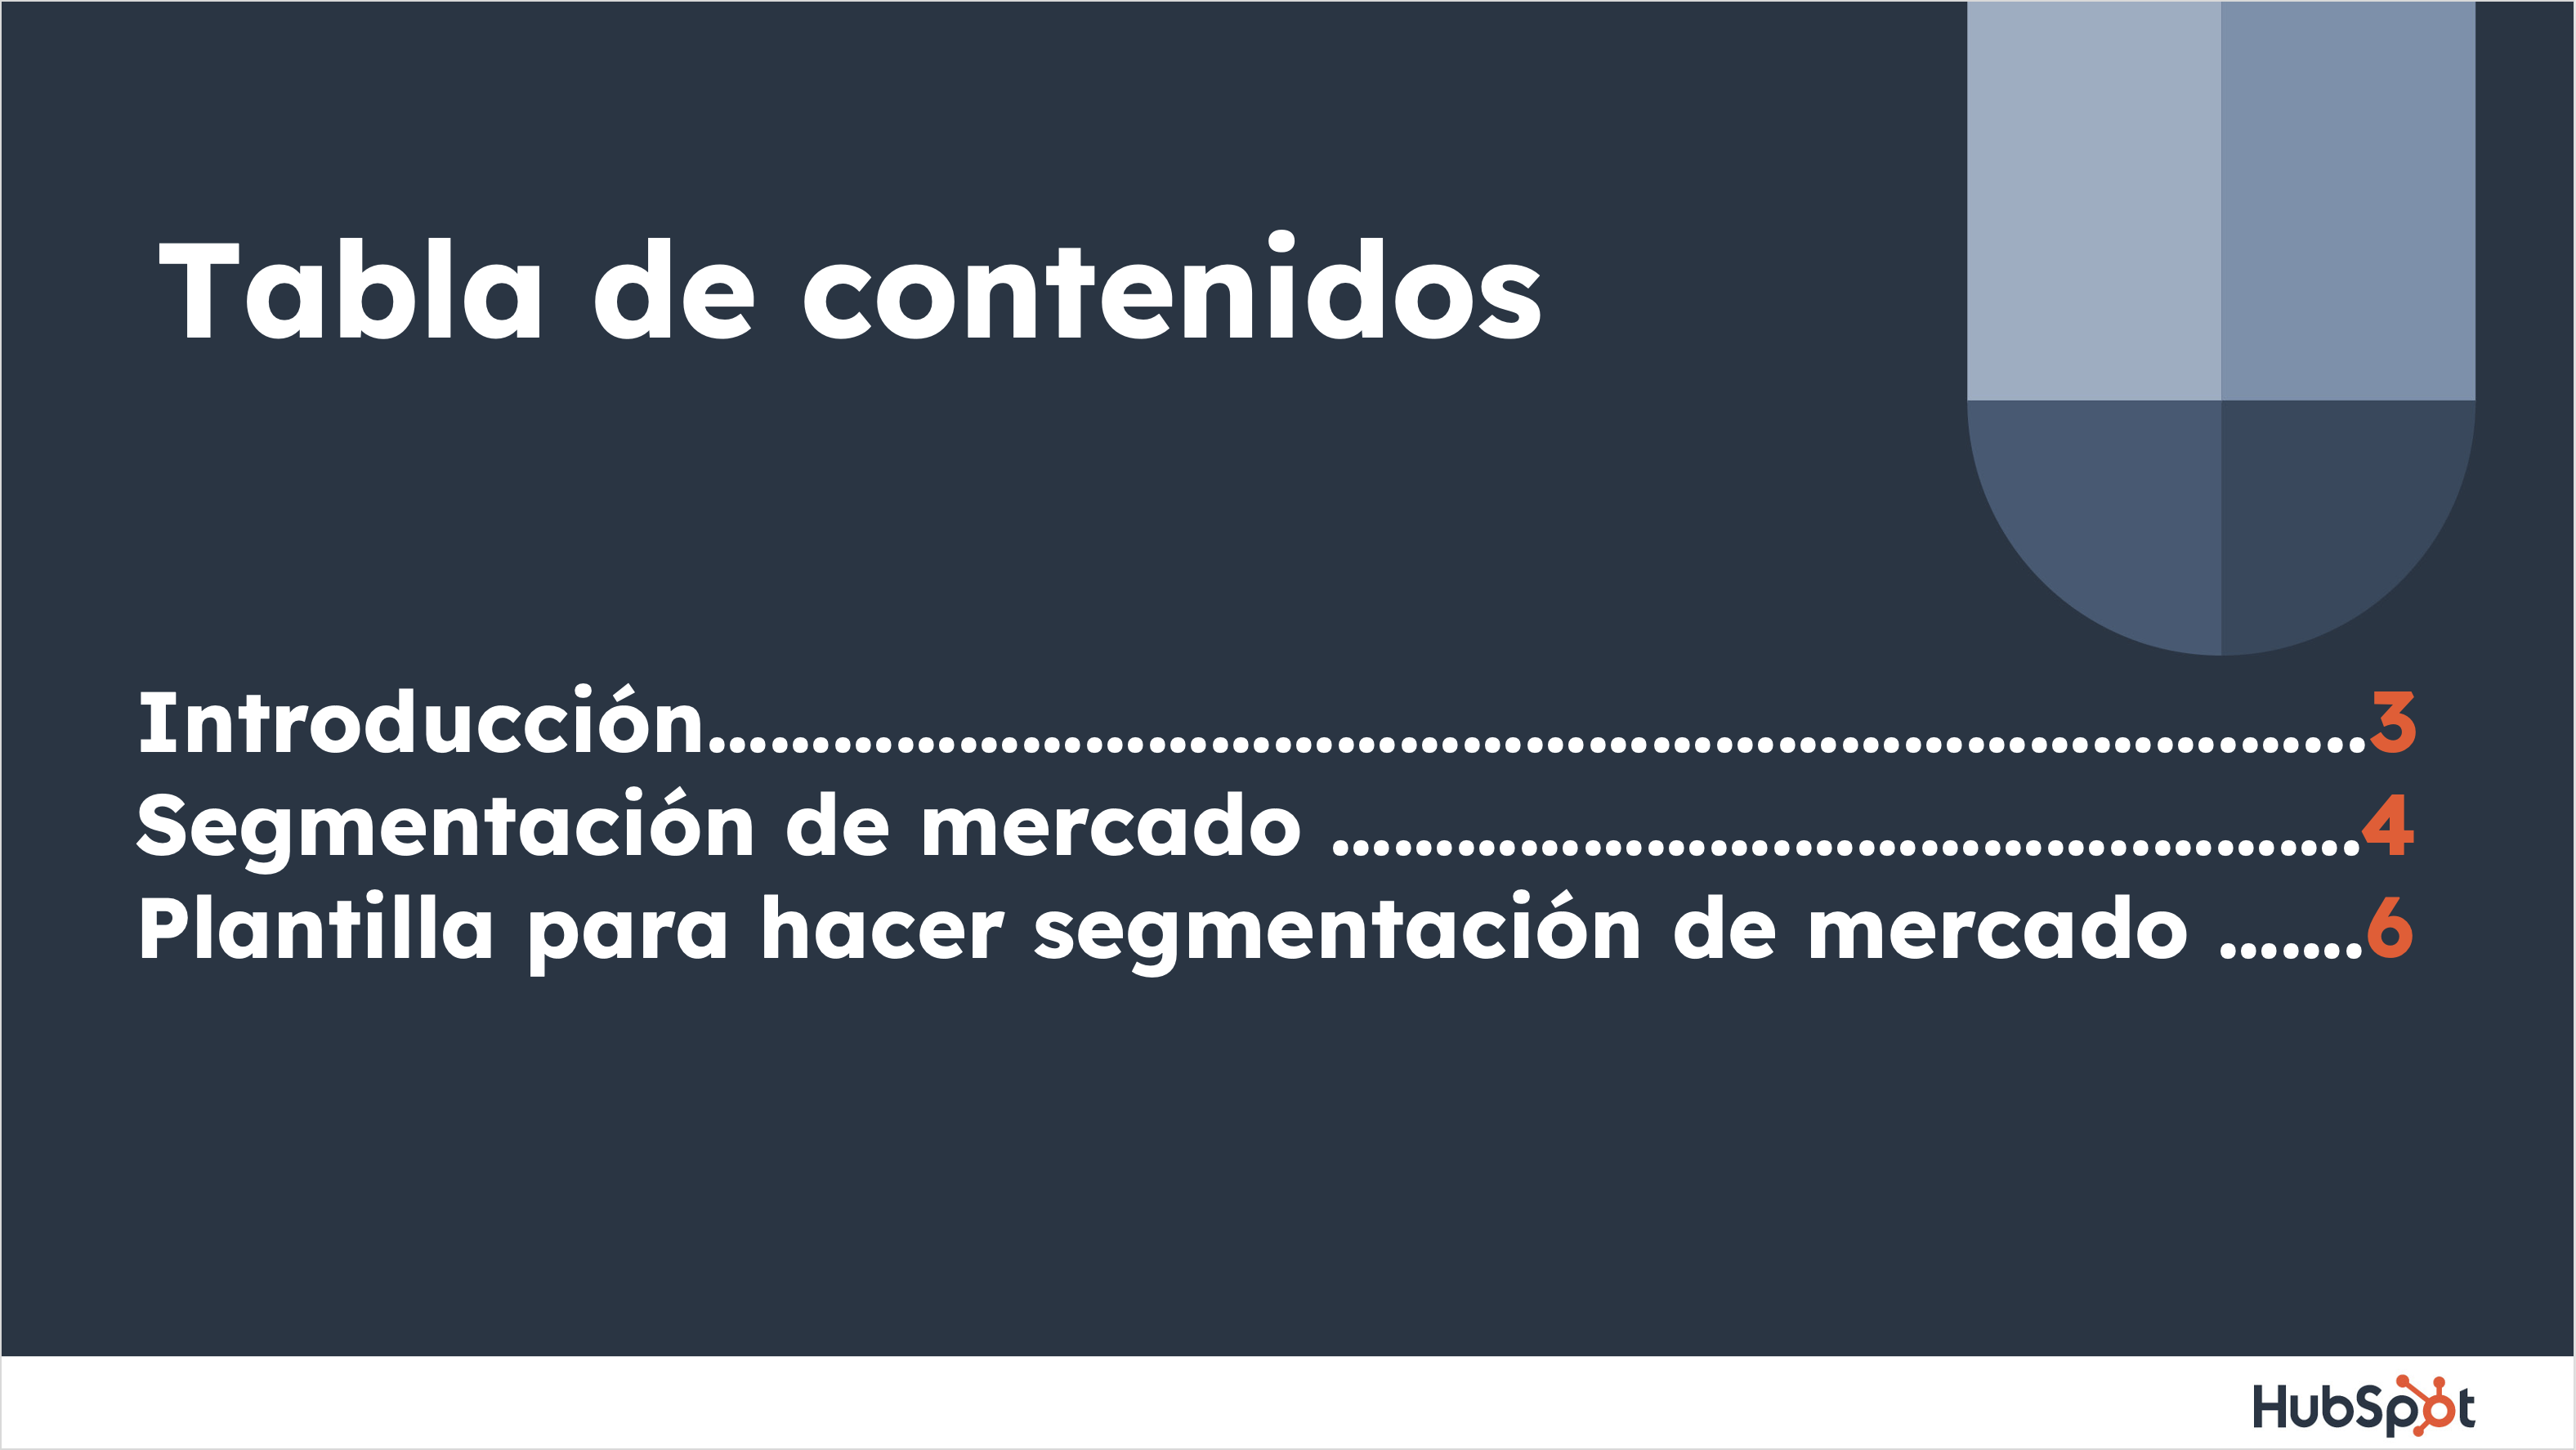 Tabla de contenidos
Introducción...............................................................................3
Segmentación de mercado .................................................4
Plantilla para hacer segmentación de mercado .......6
HubSpot